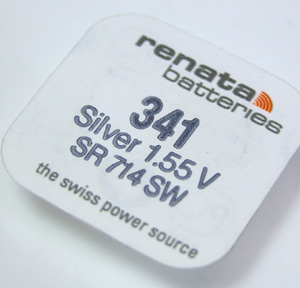 renata
batteries
341
Silver 1.55 V
SR 714 SW
the swiss power source